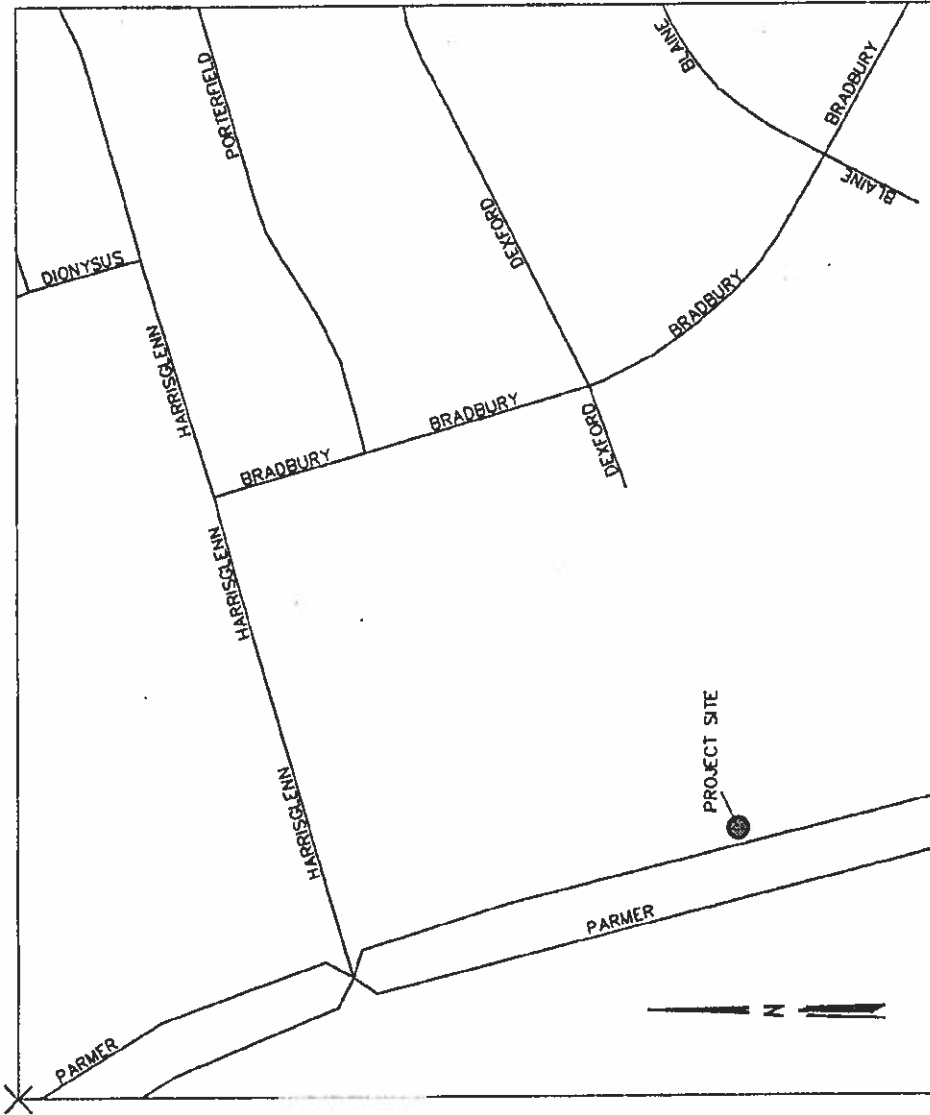 PORTERFIELD
BLAINE
BRADBURY
DIONYSUS
DEXFORD
BLAINE
HARRISGLENN
BRADBURY
BRADBURY
DEXFORD
BRADBURY
HARRISGLENN
HARRISGLENN
PROJECT SITE
PARMER
N
PARMER